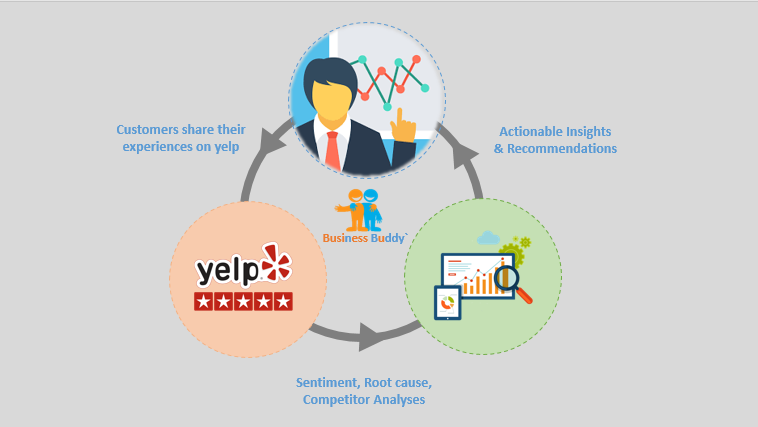 Customers share their
experiences on yelp
Actionable Insights
& Recommendations
Business Buddy`
yelp
Sentiment, Root cause,
Competitor Analyses